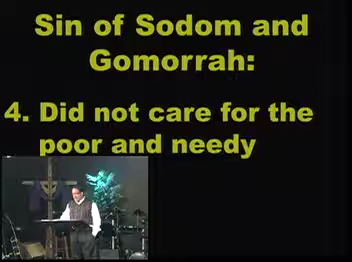 Sin of Sodom and
Gomorrah:
4. Did not care for the
poor and needy